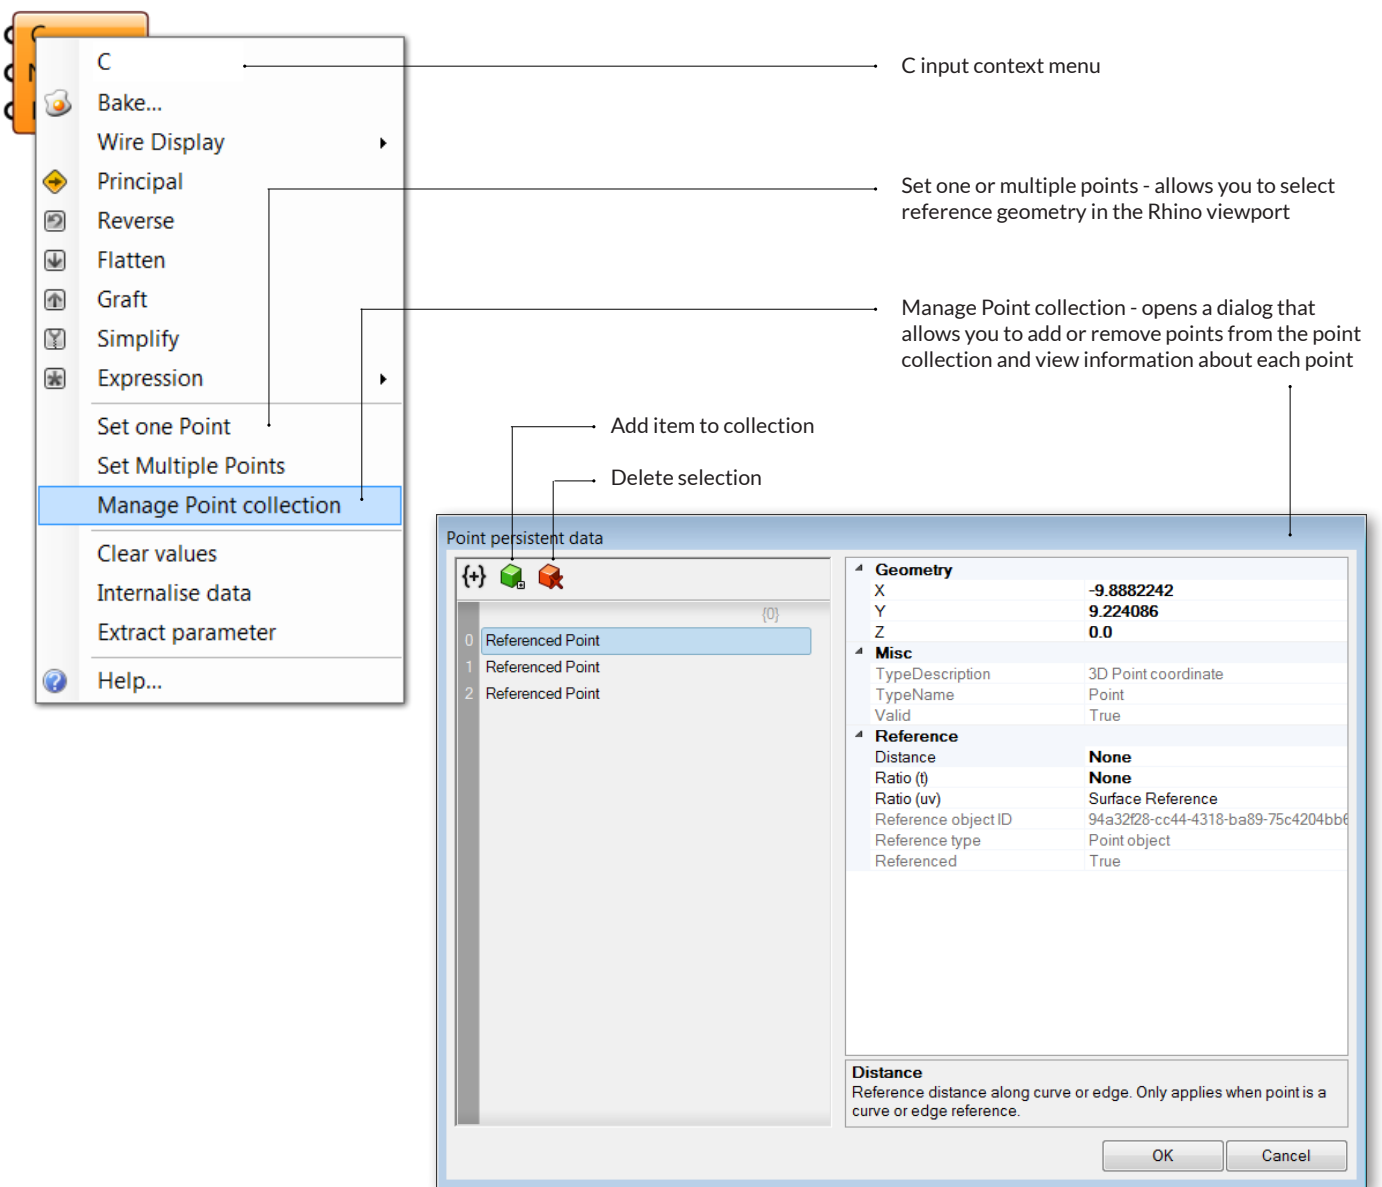 C
Bake...
Wire Display
Principal
Reverse
Flatten
Graft
Simplify
Expression
Set one Point
Set Multiple Points
Manage Point collection
Clear values
Internalise data
Extract parameter
Help...
C input context menu
Set one or multiple points - allows you to select
reference geometry in the Rhino viewport
Manage Point collection - opens a dialog that
allows you to add or remove points from the point
collection and view information about each point
Add item to collection
Delete selection
Point persistent data
{+}
{0}
0 Referenced Point
1 Referenced Point
2 Referenced Point
Geometry
X -9.8882242
Y 9.224086
Z 0.0
Misc
TypeDescription 3D Point coordinate
TypeName Point
Valid True
Reference
Distance None
Ratio (t) None
Ratio (uv) Surface Reference
Reference object ID 94a32f28-cc44-4318-ba89-75c4204bb6
Reference type Point object
Referenced True
Distance
Reference distance along curve or edge. Only applies when point is a
curve or edge reference.
OK Cancel